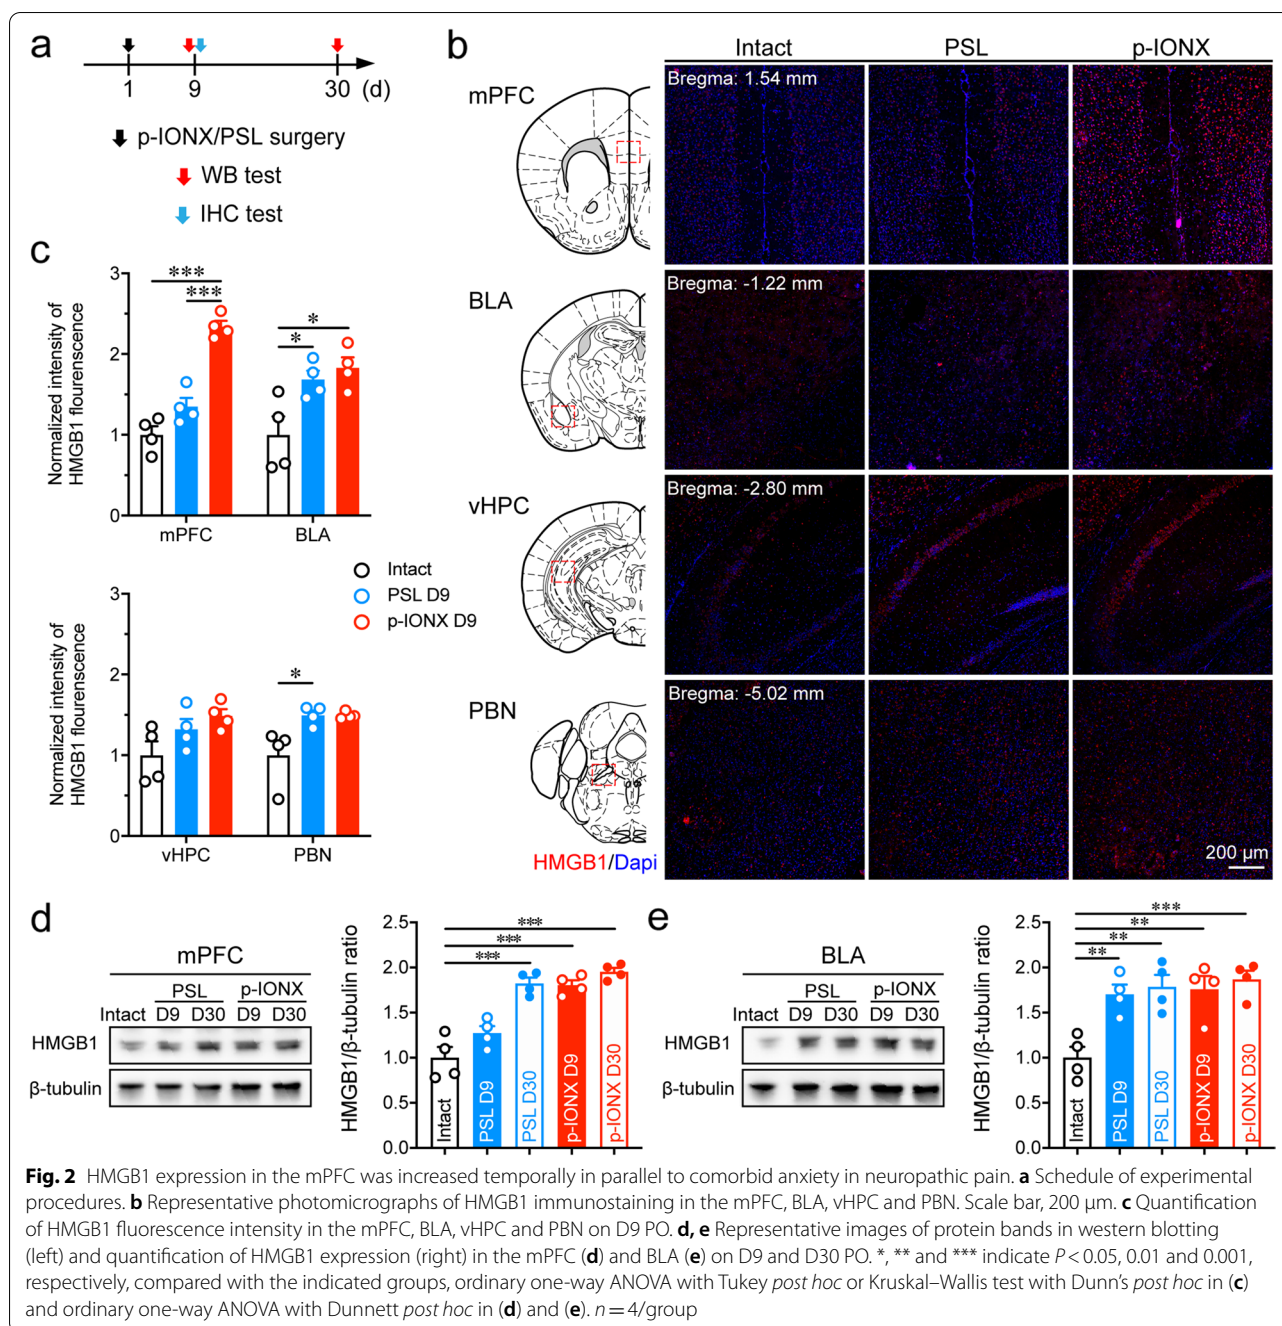 a
1 9 30 (d)
p-IONX/PSL surgery
WB test
IHC test
b
Intact PSL p-IONX
mPFC
Bregma: 1.54 mm
BLA
Bregma: -1.22 mm
vHPC
Bregma: -2.80 mm
PBN
Bregma: -5.02 mm
HMGB1/Dapi
200 μm
c
Normalized intensity of
HMGB1 flourenscence
3
2
1
0
***
***
*
*
mPFC BLA
Intact
PSL D9
p-IONX D9
Normalized intensity of
HMGB1 flourenscence
3
2
1
0
*
vHPC PBN
d
mPFC
PSL p-IONX
Intact D9 D30 D9 D30
HMGB1
β-tubulin
HMGB1/β-tubulin ratio
2.5
2.0
1.5
1.0
0.5
0.0
***
***
***
Intact
PSL D9
PSL D30
p-IONX D9
p-IONX D30
e
BLA
PSL p-IONX
Intact D9 D30 D9 D30
HMGB1
β-tubulin
HMGB1/β-tubulin ratio
2.5
2.0
1.5
1.0
0.5
0.0
***
**
**
**
Intact
PSL D9
PSL D30
p-IONX D9
p-IONX D30
Fig. 2 HMGB1 expression in the mPFC was increased temporally in parallel to comorbid anxiety in neuropathic pain. a Schedule of experimental
procedures. b Representative photomicrographs of HMGB1 immunostaining in the mPFC, BLA, vHPC and PBN. Scale bar, 200 μm. c Quantification
of HMGB1 fluorescence intensity in the mPFC, BLA, vHPC and PBN on D9 PO. d, e Representative images of protein bands in western blotting
(left) and quantification of HMGB1 expression (right) in the mPFC (d) and BLA (e) on D9 and D30 PO. *, ** and *** indicate P < 0.05, 0.01 and 0.001,
respectively, compared with the indicated groups, ordinary one-way ANOVA with Tukey post hoc or Kruskal–Wallis test with Dunn's post hoc in (c)
and ordinary one-way ANOVA with Dunnett post hoc in (d) and (e). n = 4/group